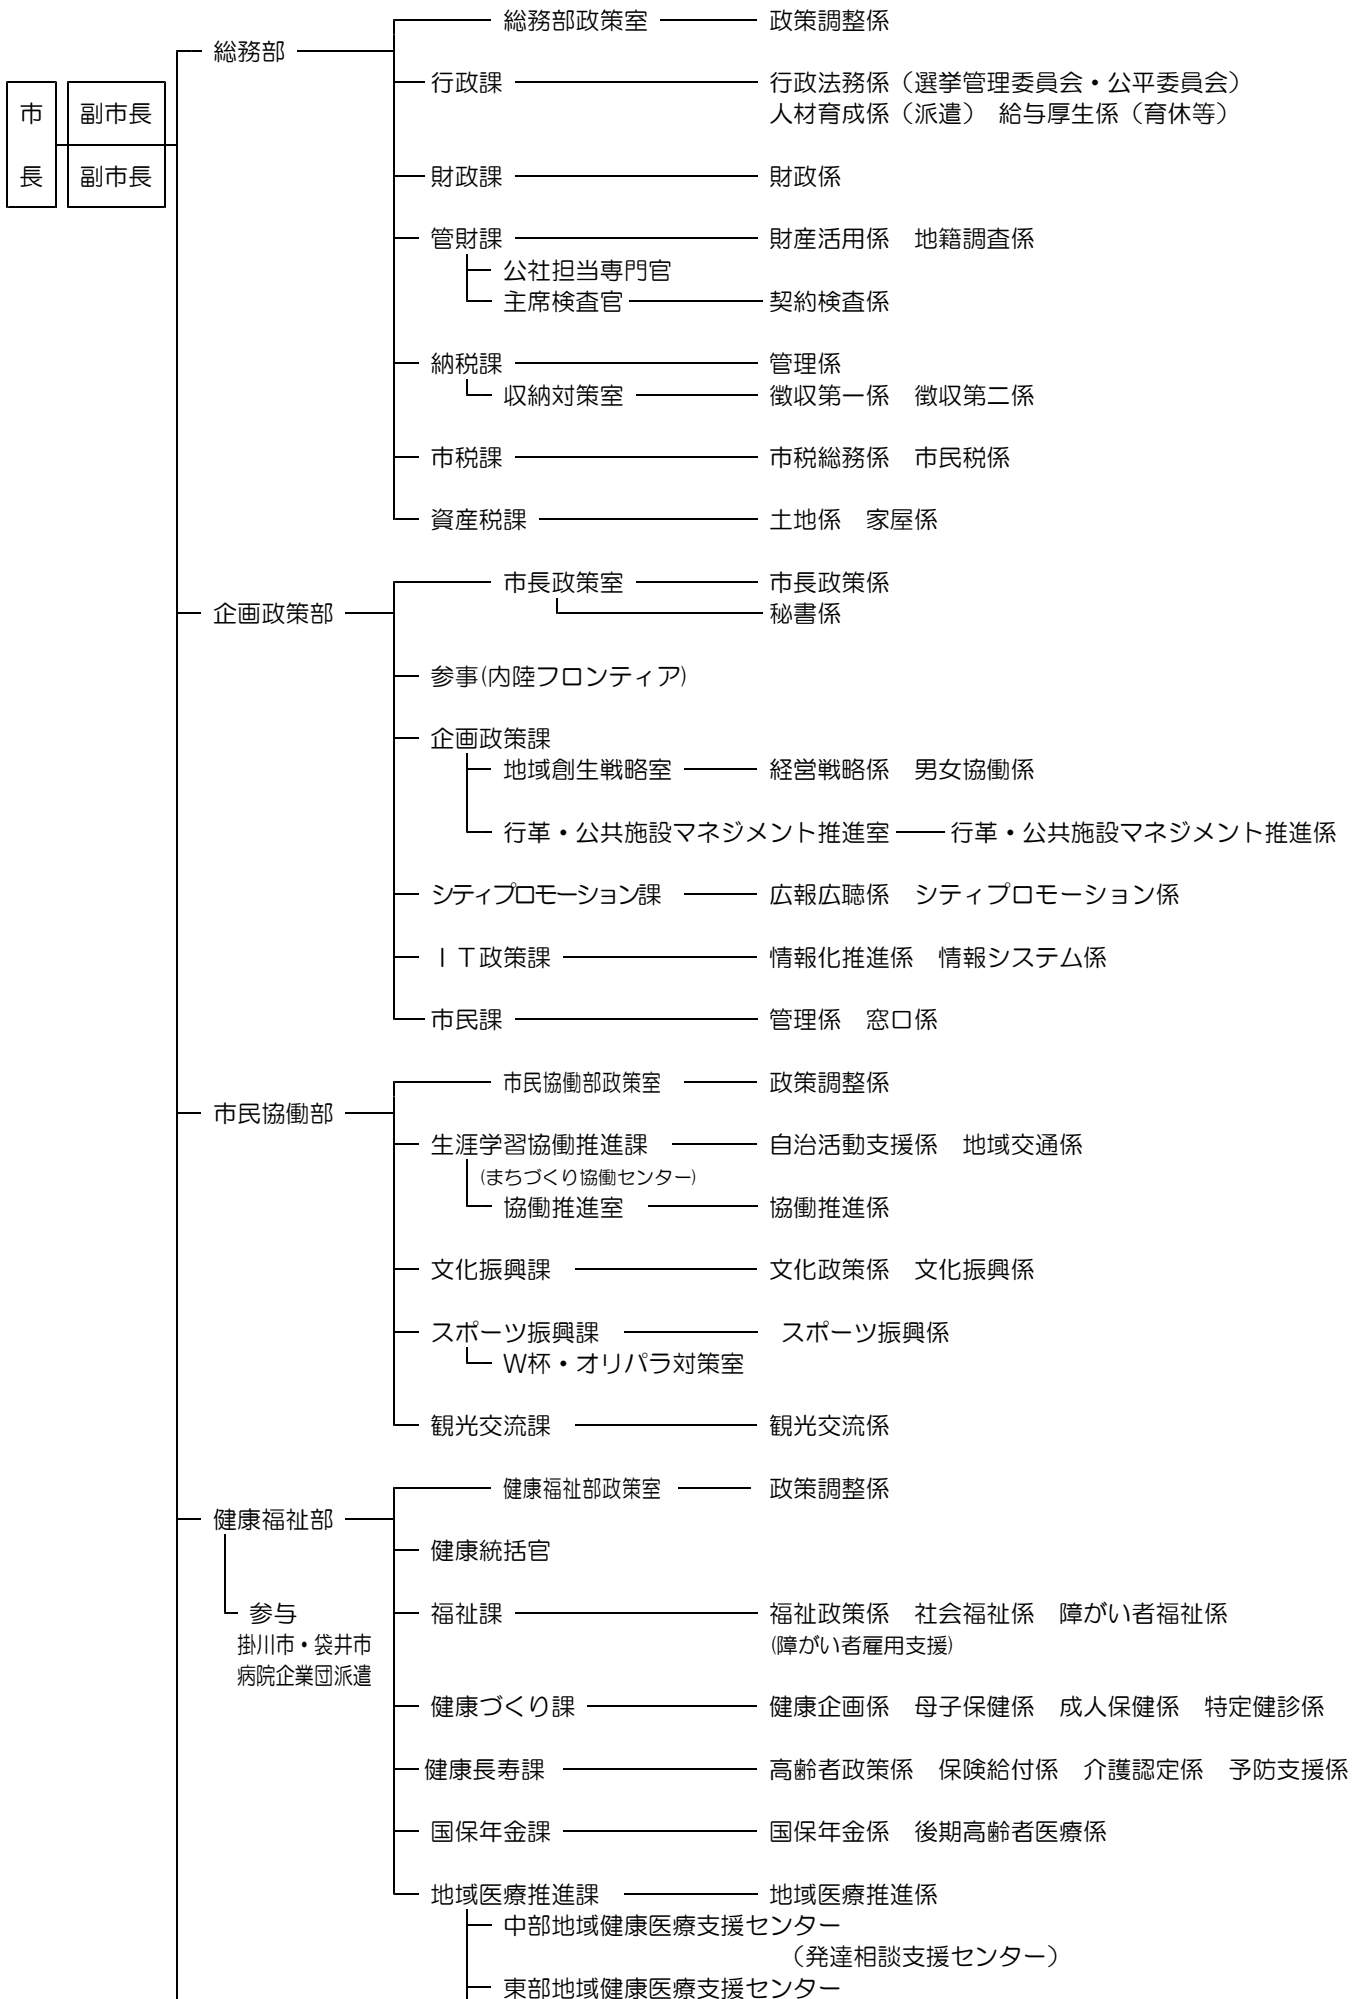 総務部政策室 政策調整係
総務部
行政課 行政法務係（選挙管理委員会・公平委員会）
市長 副市長 人材育成係（派遣） 給与厚生係（育休等）
副市長 財政課 財政係
管財課 財産活用係 地籍調査係
公社担当専門官
主席検査官 契約検査係
納税課 管理係
収納対策室 徴収第一係 徴収第二係
市税課 市税総務係 市民税係
資産税課 土地係 家屋係
市長政策室 市長政策係
企画政策部 秘書係
参事(内陸フロンティア)
企画政策課
地域創生戦略室 経営戦略係 男女協働係
行革・公共施設マネジメント推進室 行革・公共施設マネジメント推進係
シティプロモーション課 広報広聴係 シティプロモーション係
ＩＴ政策課 情報化推進係 情報システム係
市民課 管理係 窓口係
市民協働部政策室 政策調整係
市民協働部
生涯学習協働推進課 自治活動支援係 地域交通係
(まちづくり協働センター)
協働推進室 協働推進係
文化振興課 文化政策係 文化振興係
スポーツ振興課 スポーツ振興係
Ｗ杯・オリパラ対策室
観光交流課 観光交流係
健康福祉部政策室 政策調整係
健康福祉部
健康統括官
参与 福祉課 福祉政策係 社会福祉係 障がい者福祉係
掛川市・袋井市 (障がい者雇用支援)
病院企業団派遣
健康づくり課 健康企画係 母子保健係 成人保健係 特定健診係
健康長寿課 高齢者政策係 保険給付係 介護認定係 予防支援係
国保年金課 国保年金係 後期高齢者医療係
地域医療推進課 地域医療推進係
中部地域健康医療支援センター
（発達相談支援センター）
東部地域健康医療支援センター